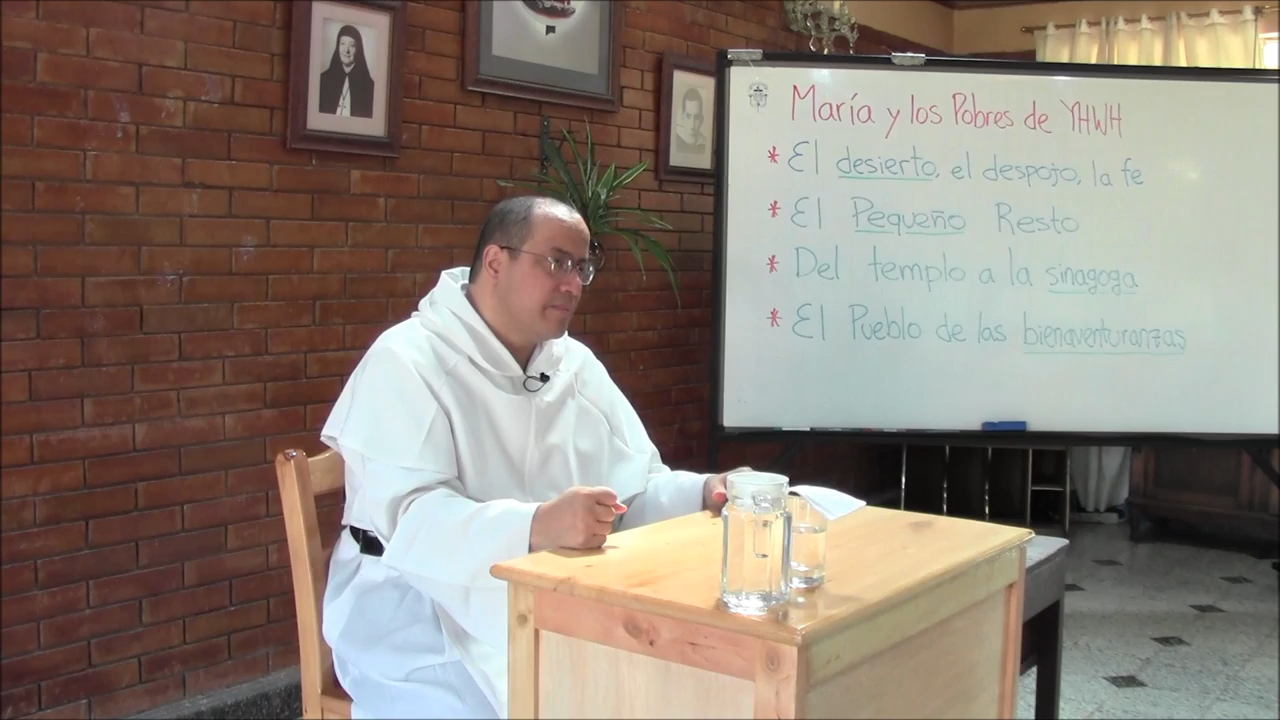 María y los Pobres de YHWH
* El desierto, el despojo, la fe
* El Pequeño Resto
* Del templo a la sinagoga
* El Pueblo de las bienaventuranzas